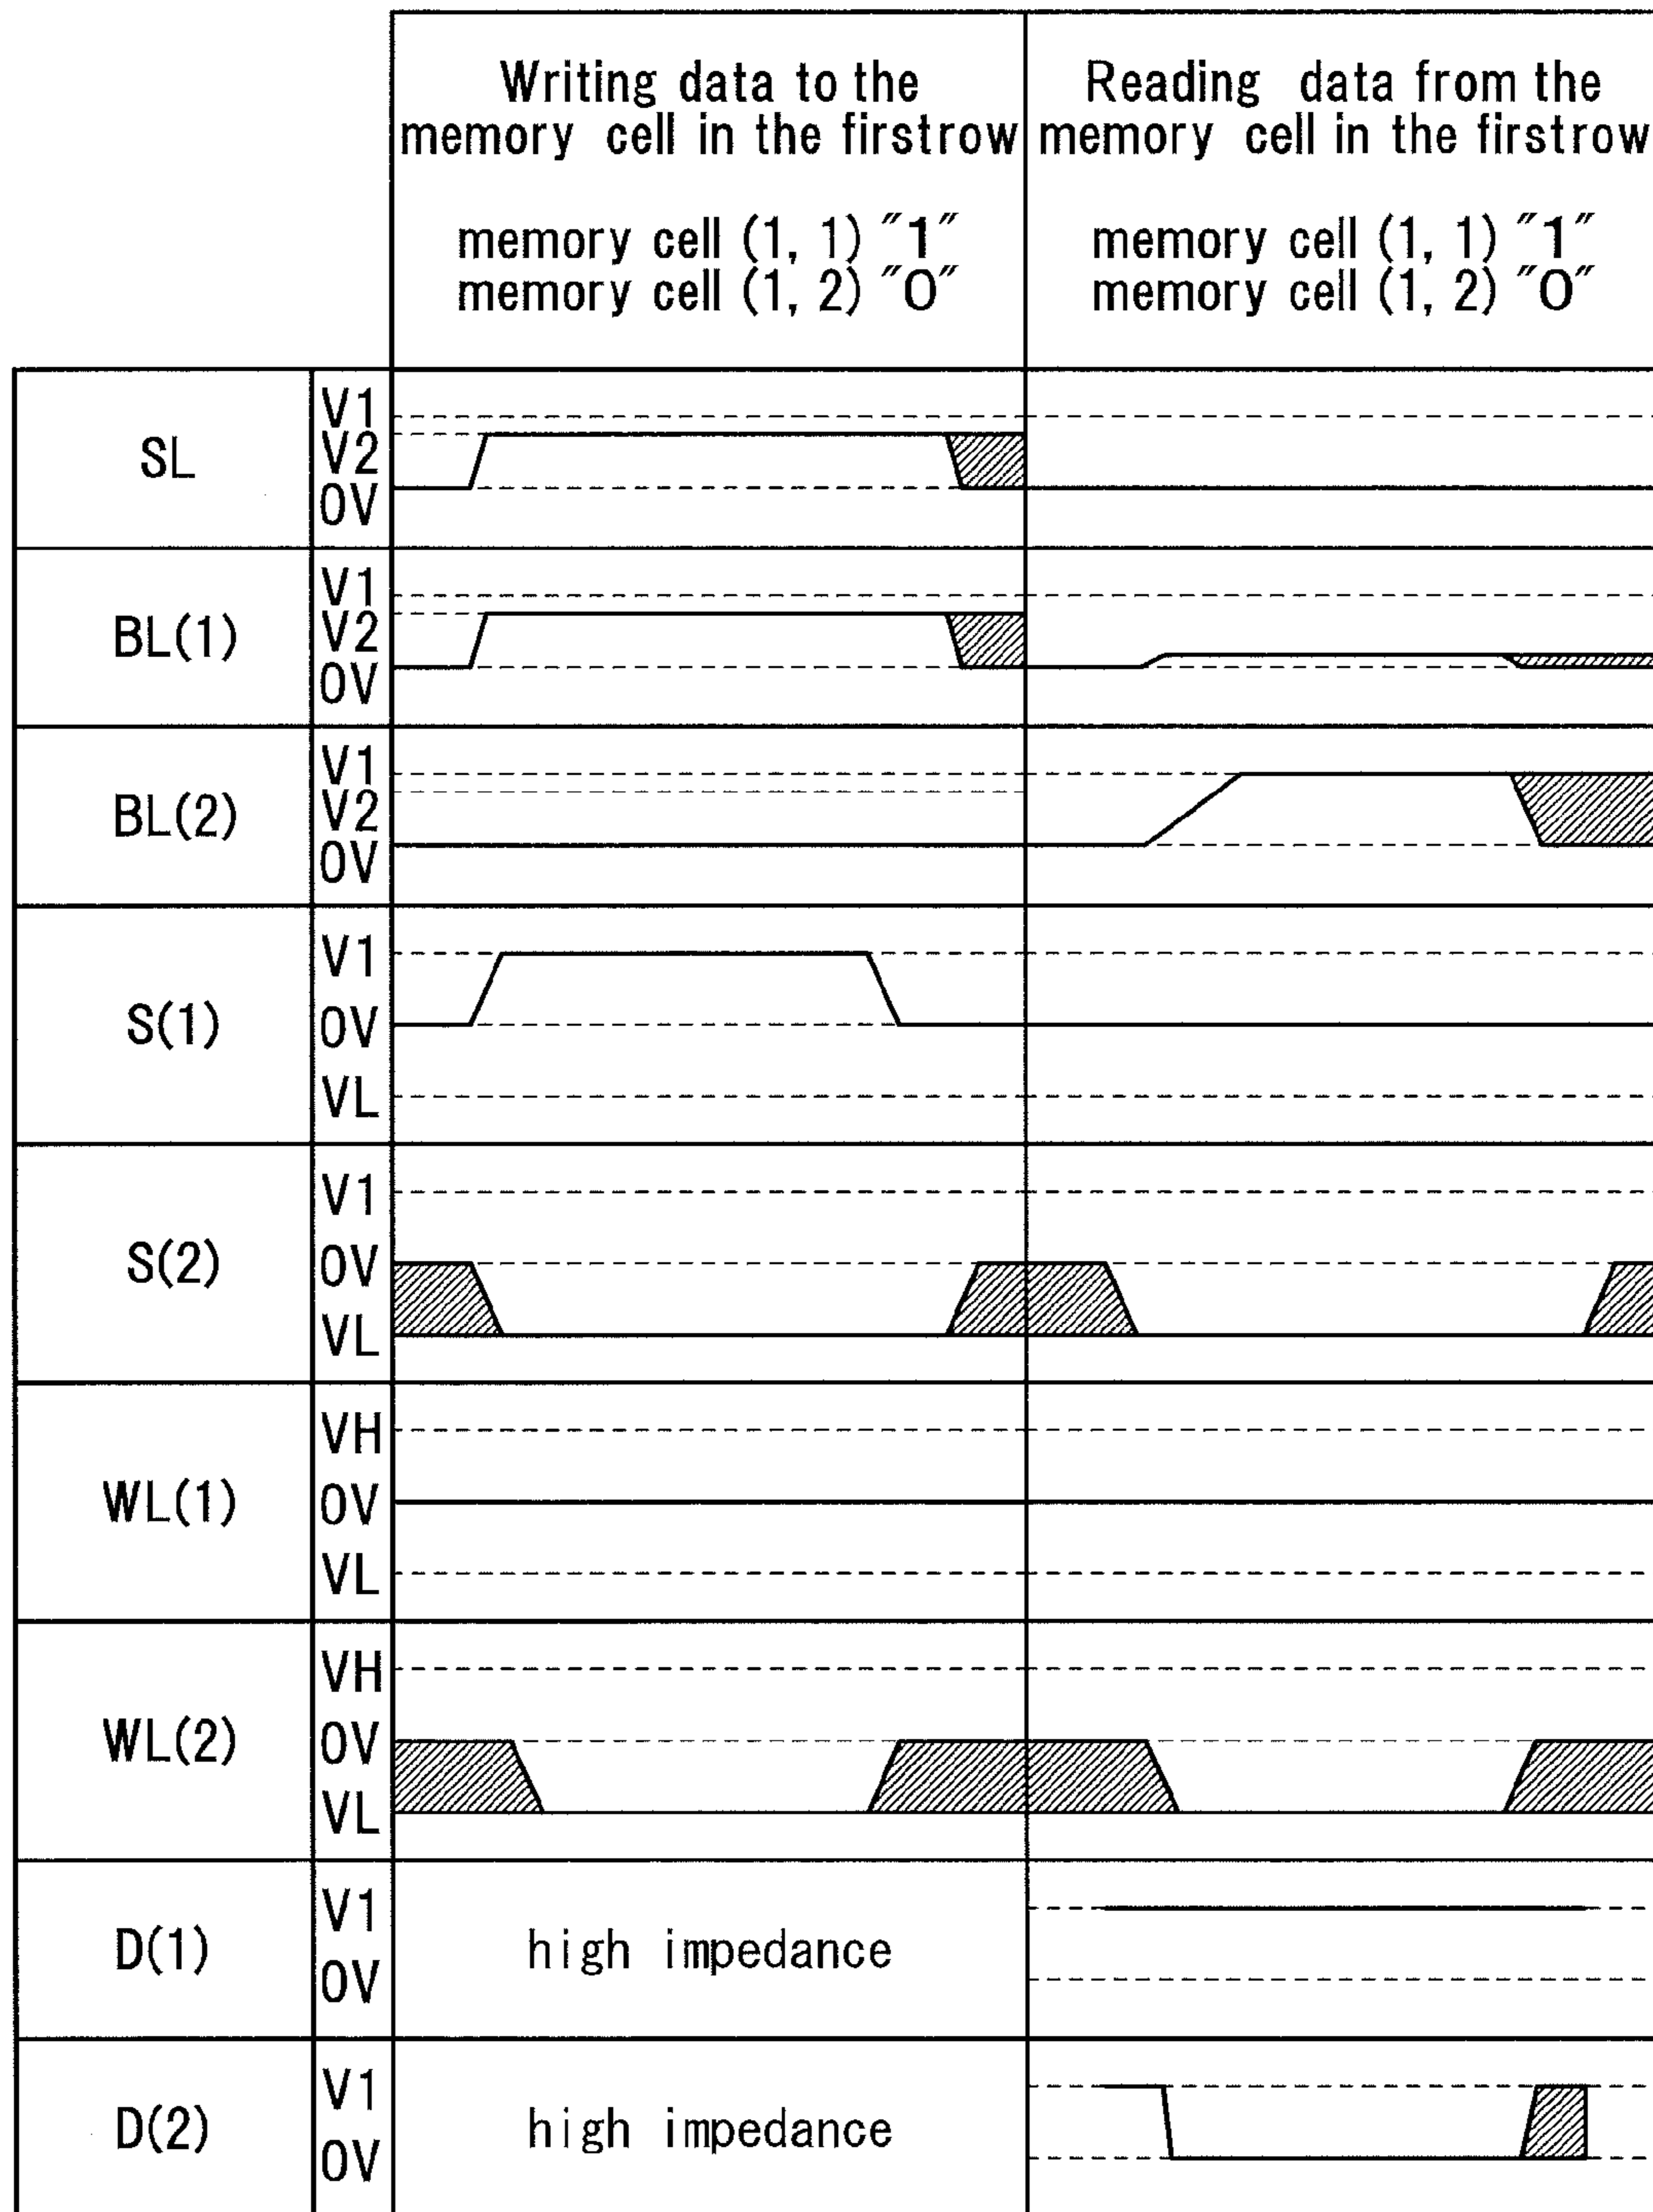 Writing data to the
memory cell in the firstrow
memory cell (1, 1) ″1″
memory cell (1, 2) ″0″
Reading data from the
memory cell in the firstrow
memory cell (1, 1) ″1″
memory cell (1, 2) ″0″
SL
V1
V2
0V
BL(1)
V1
V2
0V
BL(2)
V1
V2
0V
S(1)
V1
0V
VL
S(2)
V1
0V
VL
WL(1)
VH
0V
VL
WL(2)
VH
0V
VL
D(1)
V1
0V
high impedance
D(2)
V1
0V
high impedance